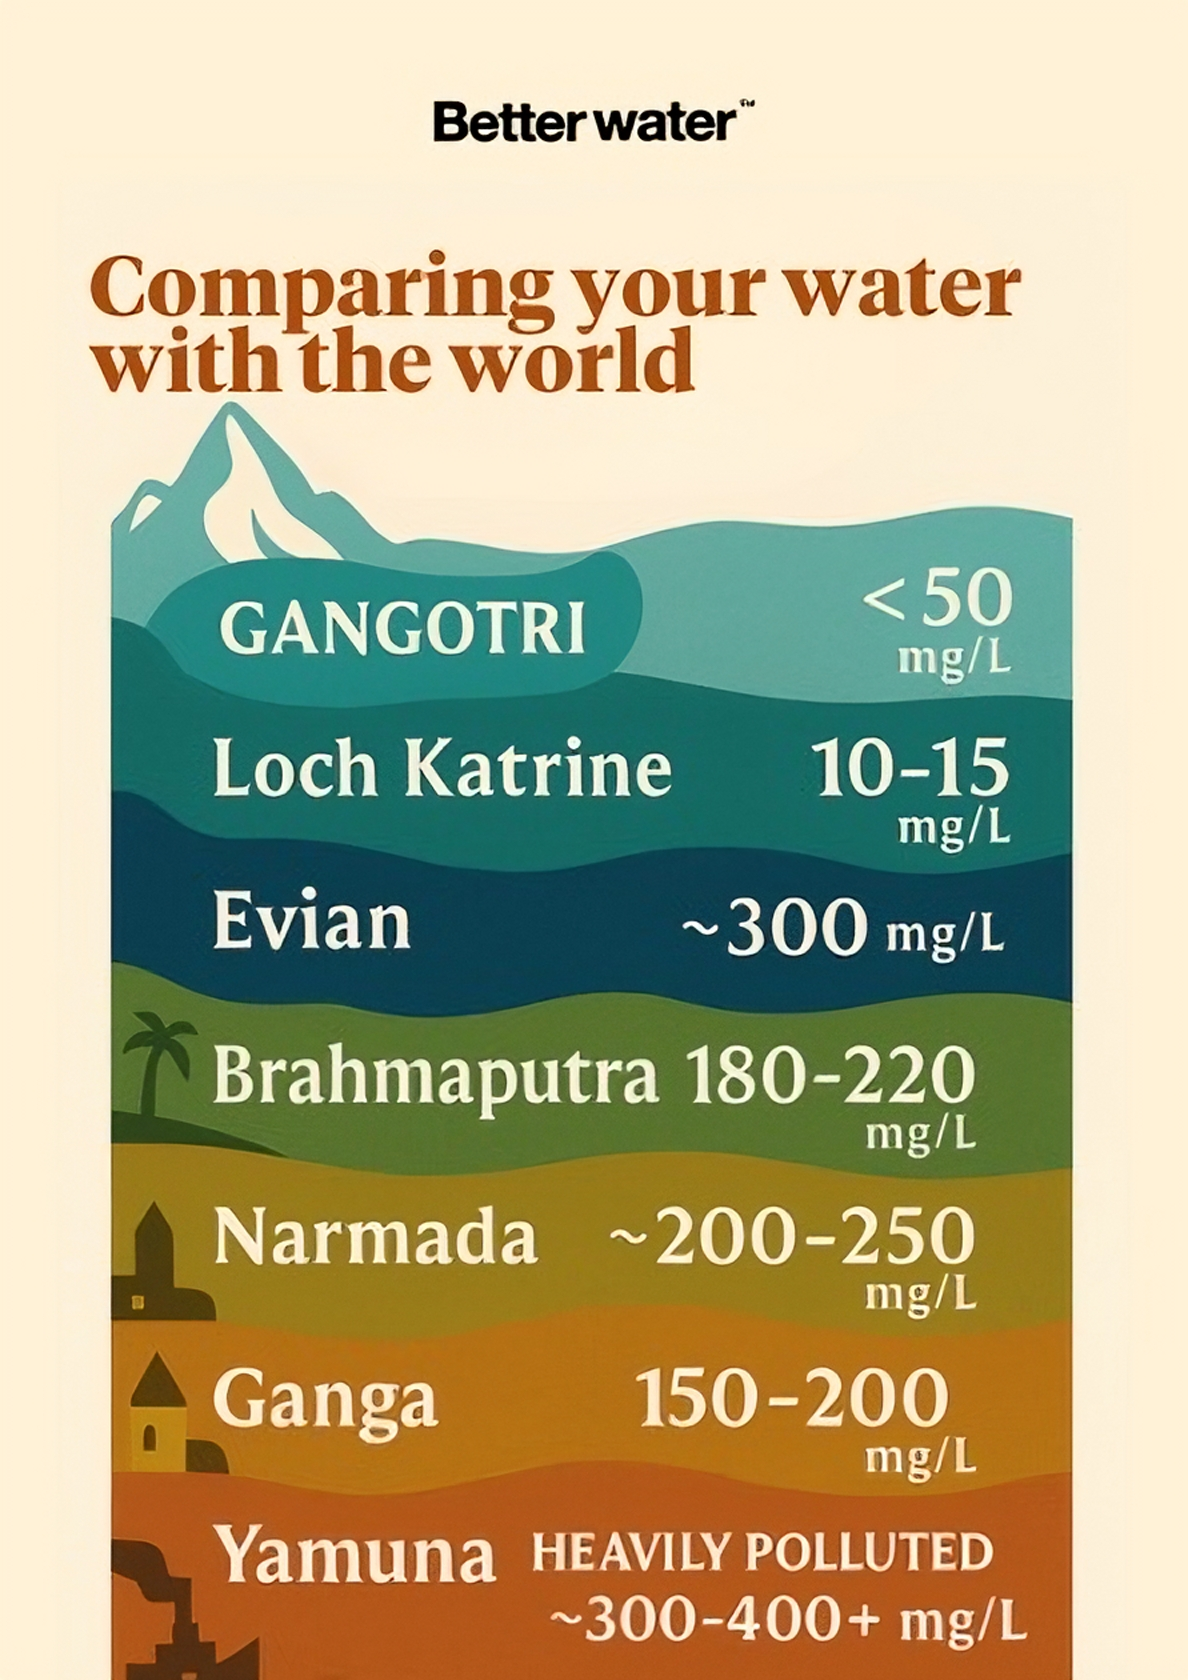 Better water™
Comparing your water
with the world
GANGOTRI
< 50
mg/L
Loch Katrine
10-15
mg/L
Evian
~300 mg/L
Brahmaputra 180-220
mg/L
Narmada ~200-250
mg/L
Ganga 150-200
mg/L
Yamuna HEAVILY POLLUTED
~300-400+ mg/L